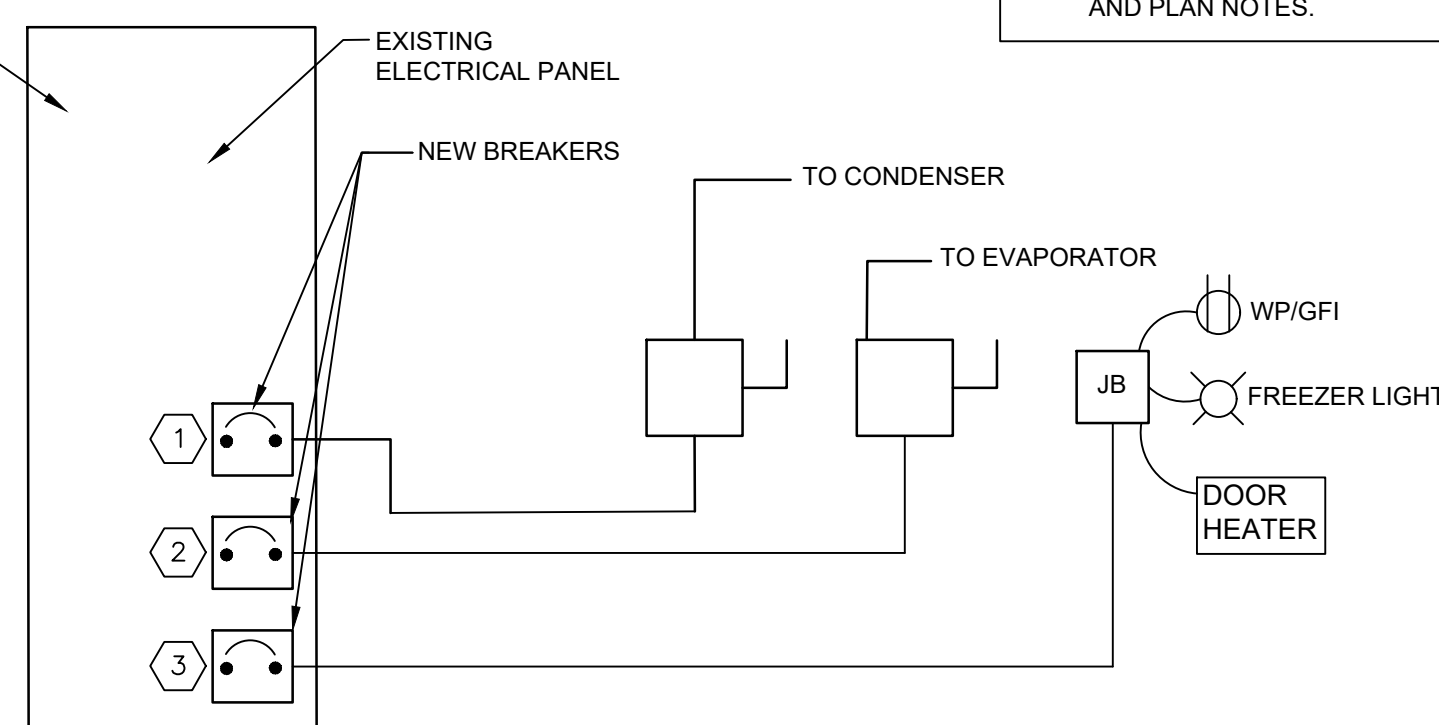 AND PLAN NOTES.
EXISTING
ELECTRICAL PANEL
NEW BREAKERS
TO CONDENSER
TO EVAPORATOR
WP/GFI
JB
FREEZER LIGHT
1
DOOR
HEATER
2
3